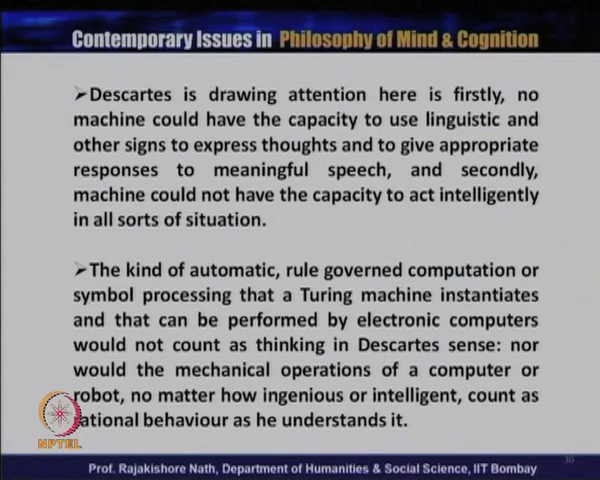 Contemporary Issues in Philosophy of Mind & Cognition
➤Descartes is drawing attention here is firstly, no
machine could have the capacity to use linguistic and
other signs to express thoughts and to give appropriate
responses to meaningful speech, and secondly,
machine could not have the capacity to act intelligently
in all sorts of situation.
➤The kind of automatic, rule governed computation or
symbol processing that a Turing machine instantiates
and that can be performed by electronic computers
would not count as thinking in Descartes sense: nor
would the mechanical operations of a computer or
robot, no matter how ingenious or intelligent, count as
rational behaviour as he understands it.
NPTEL
30
Prof. Rajakishore Nath, Department of Humanities & Social Science, IIT Bombay